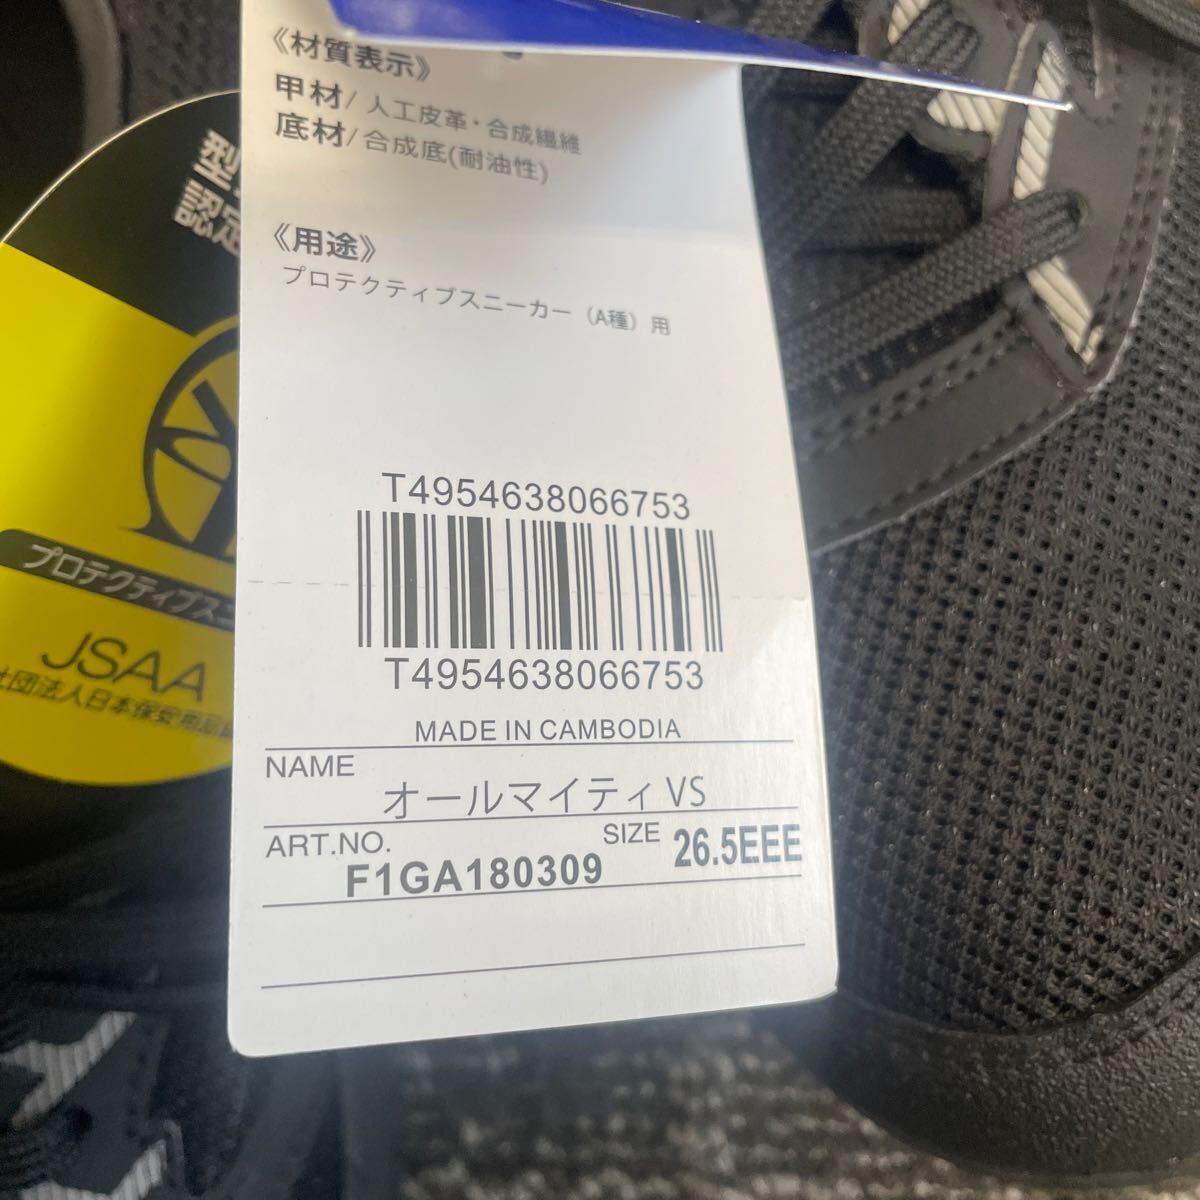 《材質表示》
甲材/人工皮革・合成繊維
底材/合成底(耐油性)
《用途》
プロテクティブスニーカー（A種）用
T4954638066753
T4954638066753
MADE IN CAMBODIA
NAME
オールマイティVS
ART.NO.
F1GA180309
SIZE
26.5EEE
型
認定
プロテクティブスニ
JSAA
社団法人日本保安用品